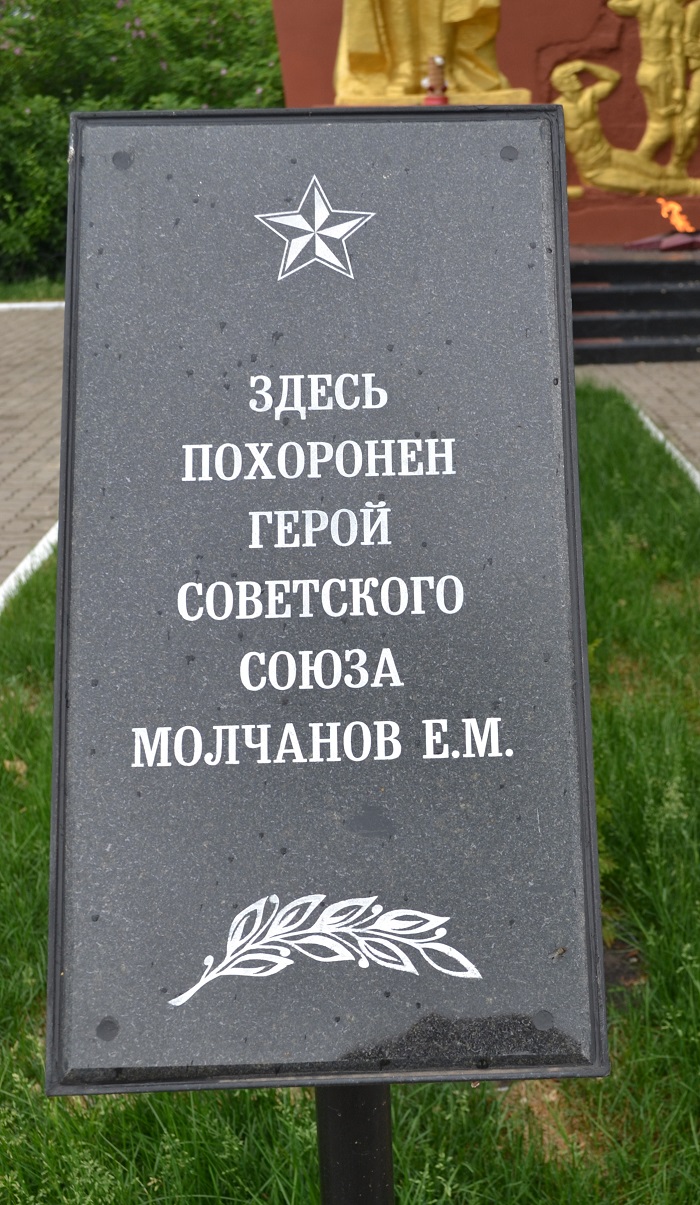 ЗДЕСЬ
ПОХОРОНЕН
ГЕРОЙ
СОВЕТСКОГО
СОЮЗА
МОЛЧАНОВ Е.М.